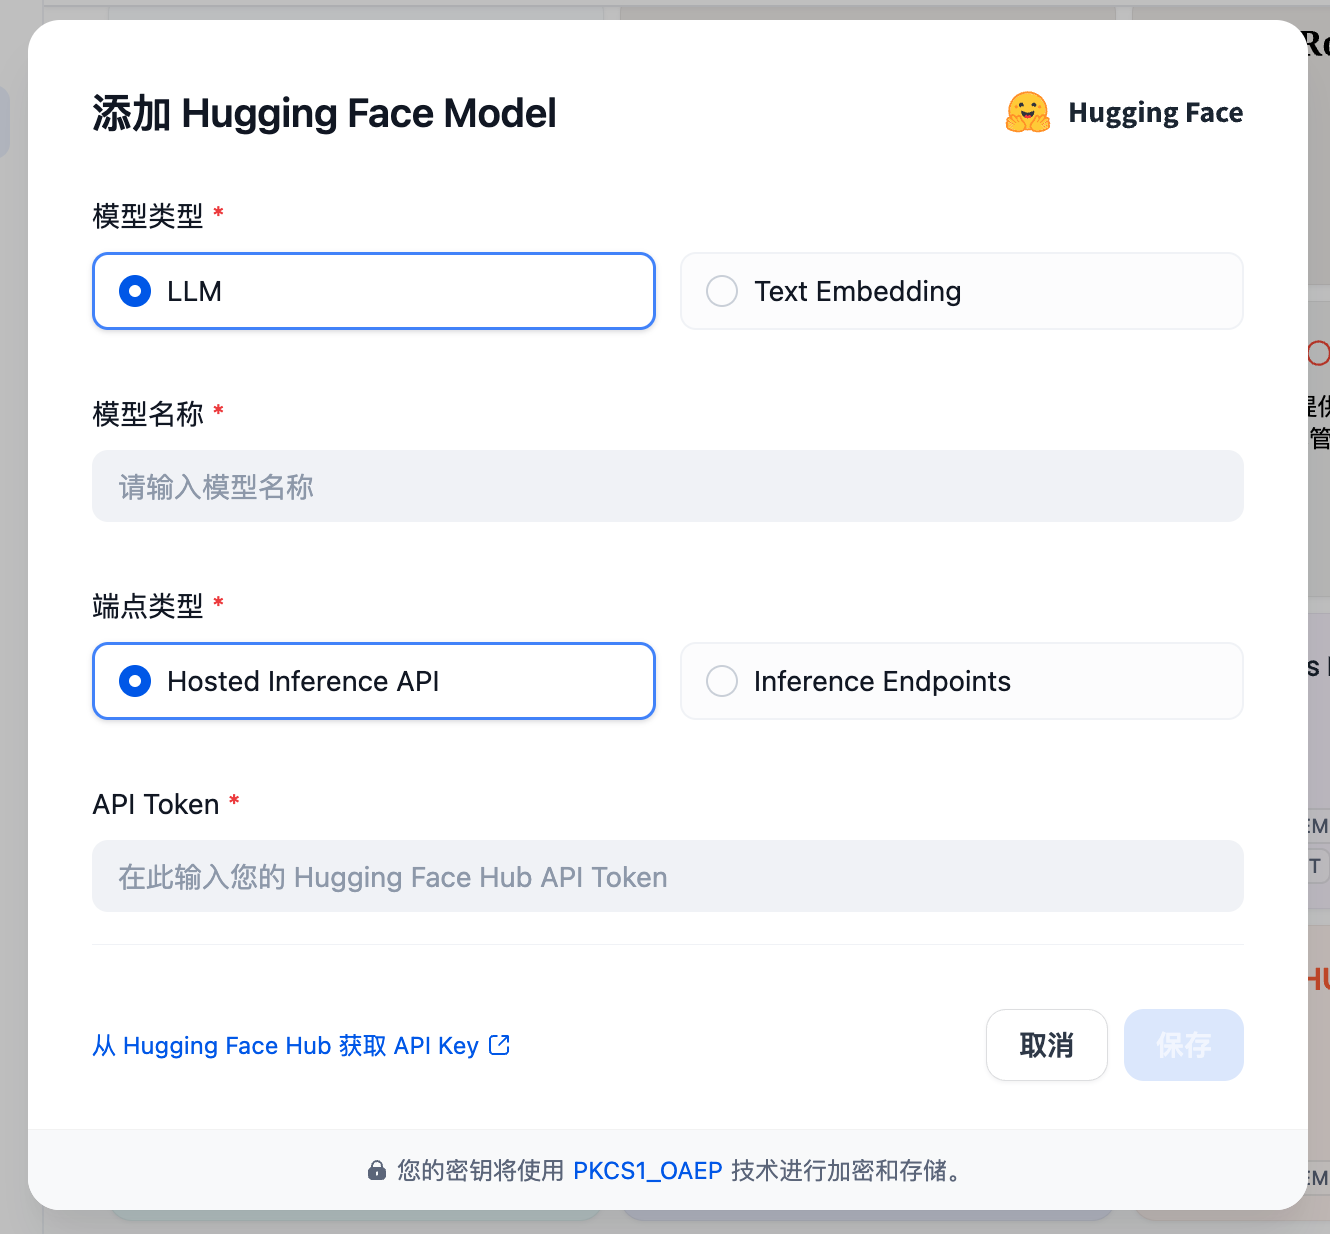 添加 Hugging Face Model
Hugging Face
模型类型 *
LLM
Text Embedding
模型名称 *
请输入模型名称
端点类型 *
Hosted Inference API
Inference Endpoints
API Token *
在此输入您的 Hugging Face Hub API Token
从 Hugging Face Hub 获取 API Key
取消
保存
您的密钥将使用 PKCS1_OAEP 技术进行加密和存储。